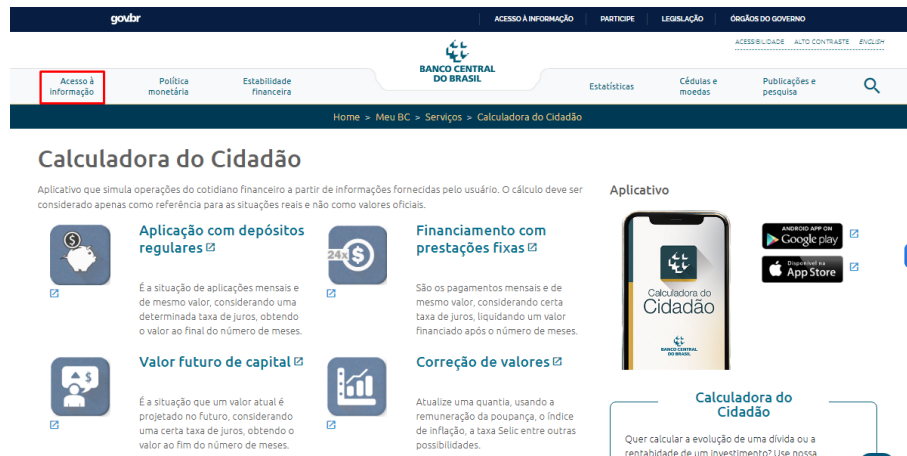 gov.br
ACESSO À INFORMAÇÃO
PARTICIPE
LEGISLAÇÃO
ÓRGÃOS DO GOVERNO
ACESSIBILIDADE ALTO CONTRASTE ENGLISH
BANCO CENTRAL
DO BRASIL
Acesso à
informação
Política
monetária
Estabilidade
financeira
Estatísticas
Cédulas e
moedas
Publicações e
pesquisa
Home > Meu BC > Serviços > Calculadora do Cidadão
Calculadora do Cidadão
Aplicativo que simula operações do cotidiano financeiro a partir de informações fornecidas pelo usuário. O cálculo deve ser
considerado apenas como referência para as situações reais e não como valores oficiais.
Aplicação com depósitos
regulares
É a situação de aplicações mensais e
de mesmo valor, considerando uma
determinada taxa de juros, obtendo
o valor ao final do número de meses.
24x
Financiamento com
prestações fixas
São os pagamentos mensais e de
mesmo valor, considerando certa
taxa de juros, liquidando um valor
financiado após o número de meses.
Valor futuro de capital
É a situação que um valor atual é
projetado no futuro, considerando
uma certa taxa de juros, obtendo o
valor ao fim do número de meses.
Correção de valores
Atualize uma quantia, usando a
remuneração da poupança, o índice
de inflação, a taxa Selic entre outras
possibilidades.
Aplicativo
Calculadora do
Cidadão
BANCO CENTRAL
DO BRASIL
ANDROID APP ON
Google play
Disponível na
App Store
Calculadora do
Cidadão
Quer calcular a evolução de uma dívida ou a
rentabidade de um investimento? Use nossa